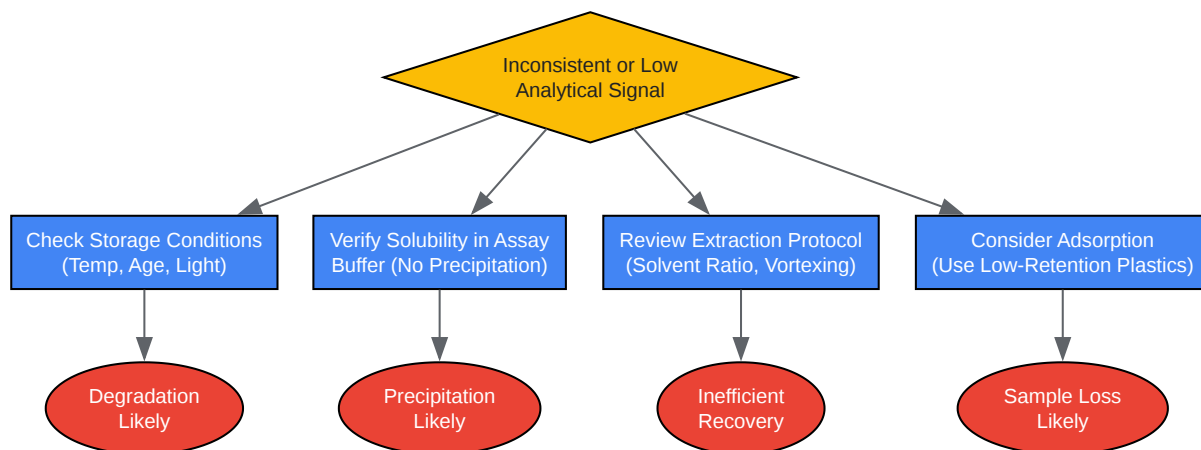 Inconsistent or Low
Analytical Signal
Check Storage Conditions
(Temp, Age, Light)
Verify Solubility in Assay
Buffer (No Precipitation)
Review Extraction Protocol
(Solvent Ratio, Vortexing)
Consider Adsorption
(Use Low-Retention Plastics)
Degradation
Likely
Precipitation
Likely
Inefficient
Recovery
Sample Loss
Likely